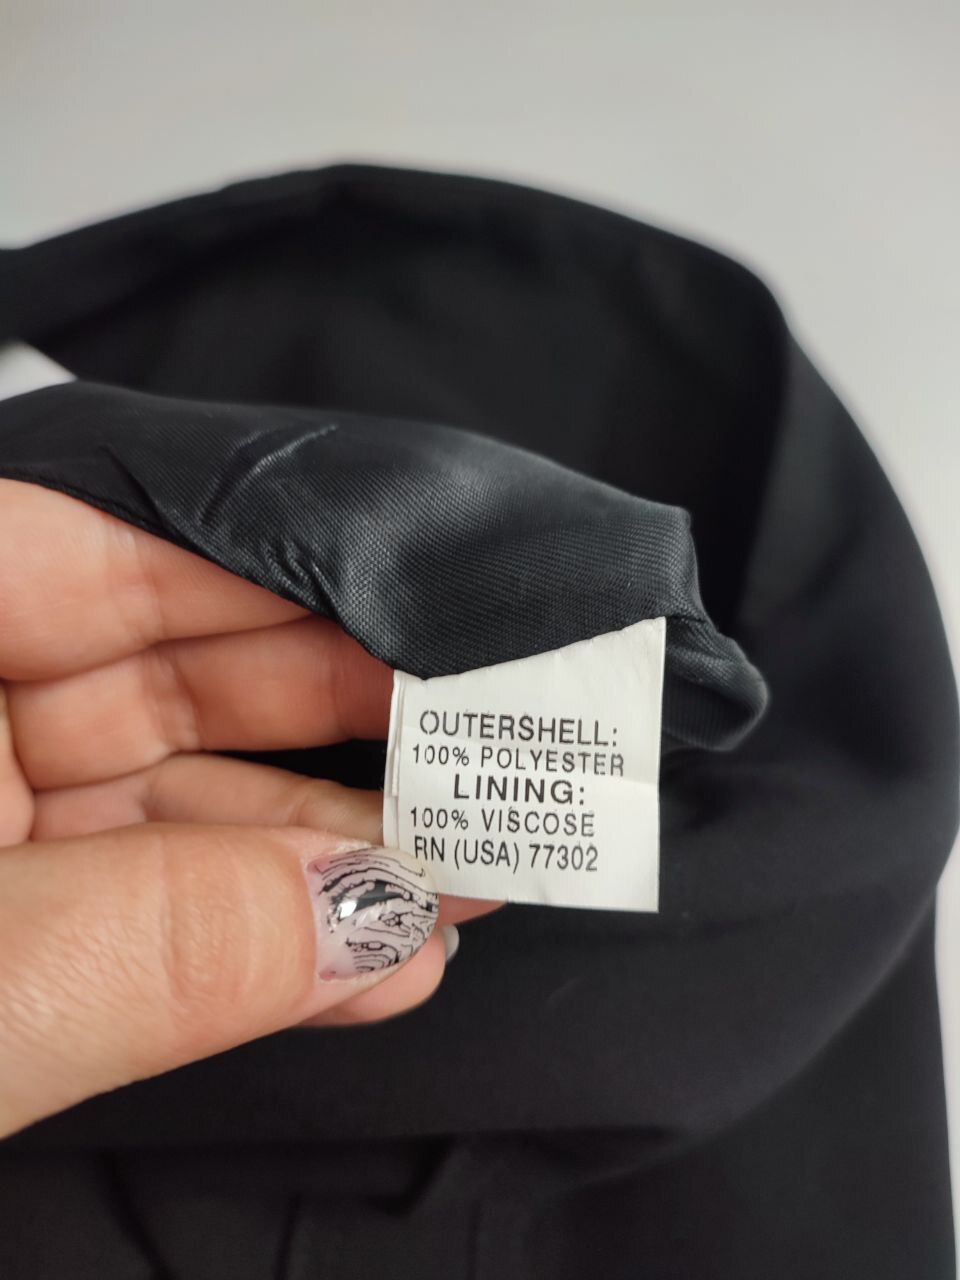 OUTERSHELL:
100% POLYESTER
LINING:
100% VISCOSE
RN (USA) 77302